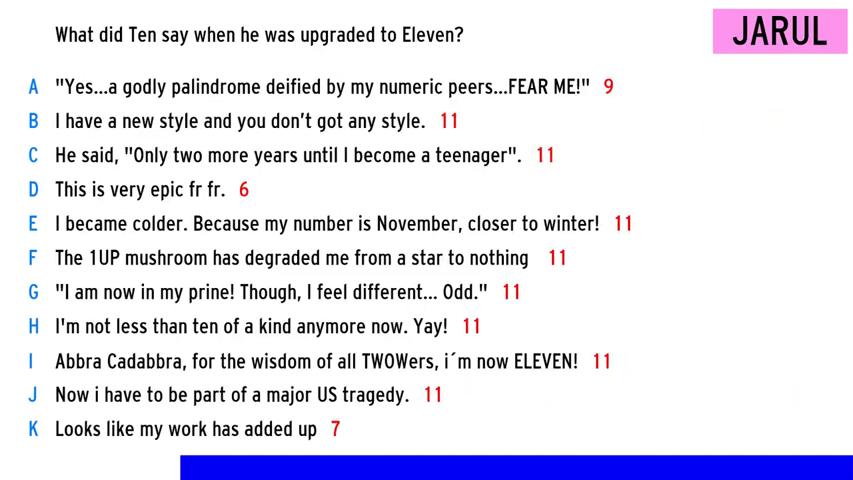 What did Ten say when he was upgraded to Eleven?
JARUL
A "Yes...a godly palindrome deified by my numeric peers...FEAR ME!" 9
B I have a new style and you don't got any style. 11
C He said, "Only two more years until I become a teenager". 11
D This is very epic fr fr. 6
E I became colder. Because my number is November, closer to winter! 11
F The 1UP mushroom has degraded me from a star to nothing 11
G "I am now in my prine! Though, I feel different... Odd." 11
H I'm not less than ten of a kind anymore now. Yay! 11
I Abbra Cadabbra, for the wisdom of all TWOWers, i´m now ELEVEN! 11
J Now i have to be part of a major US tragedy. 11
K Looks like my work has added up 7